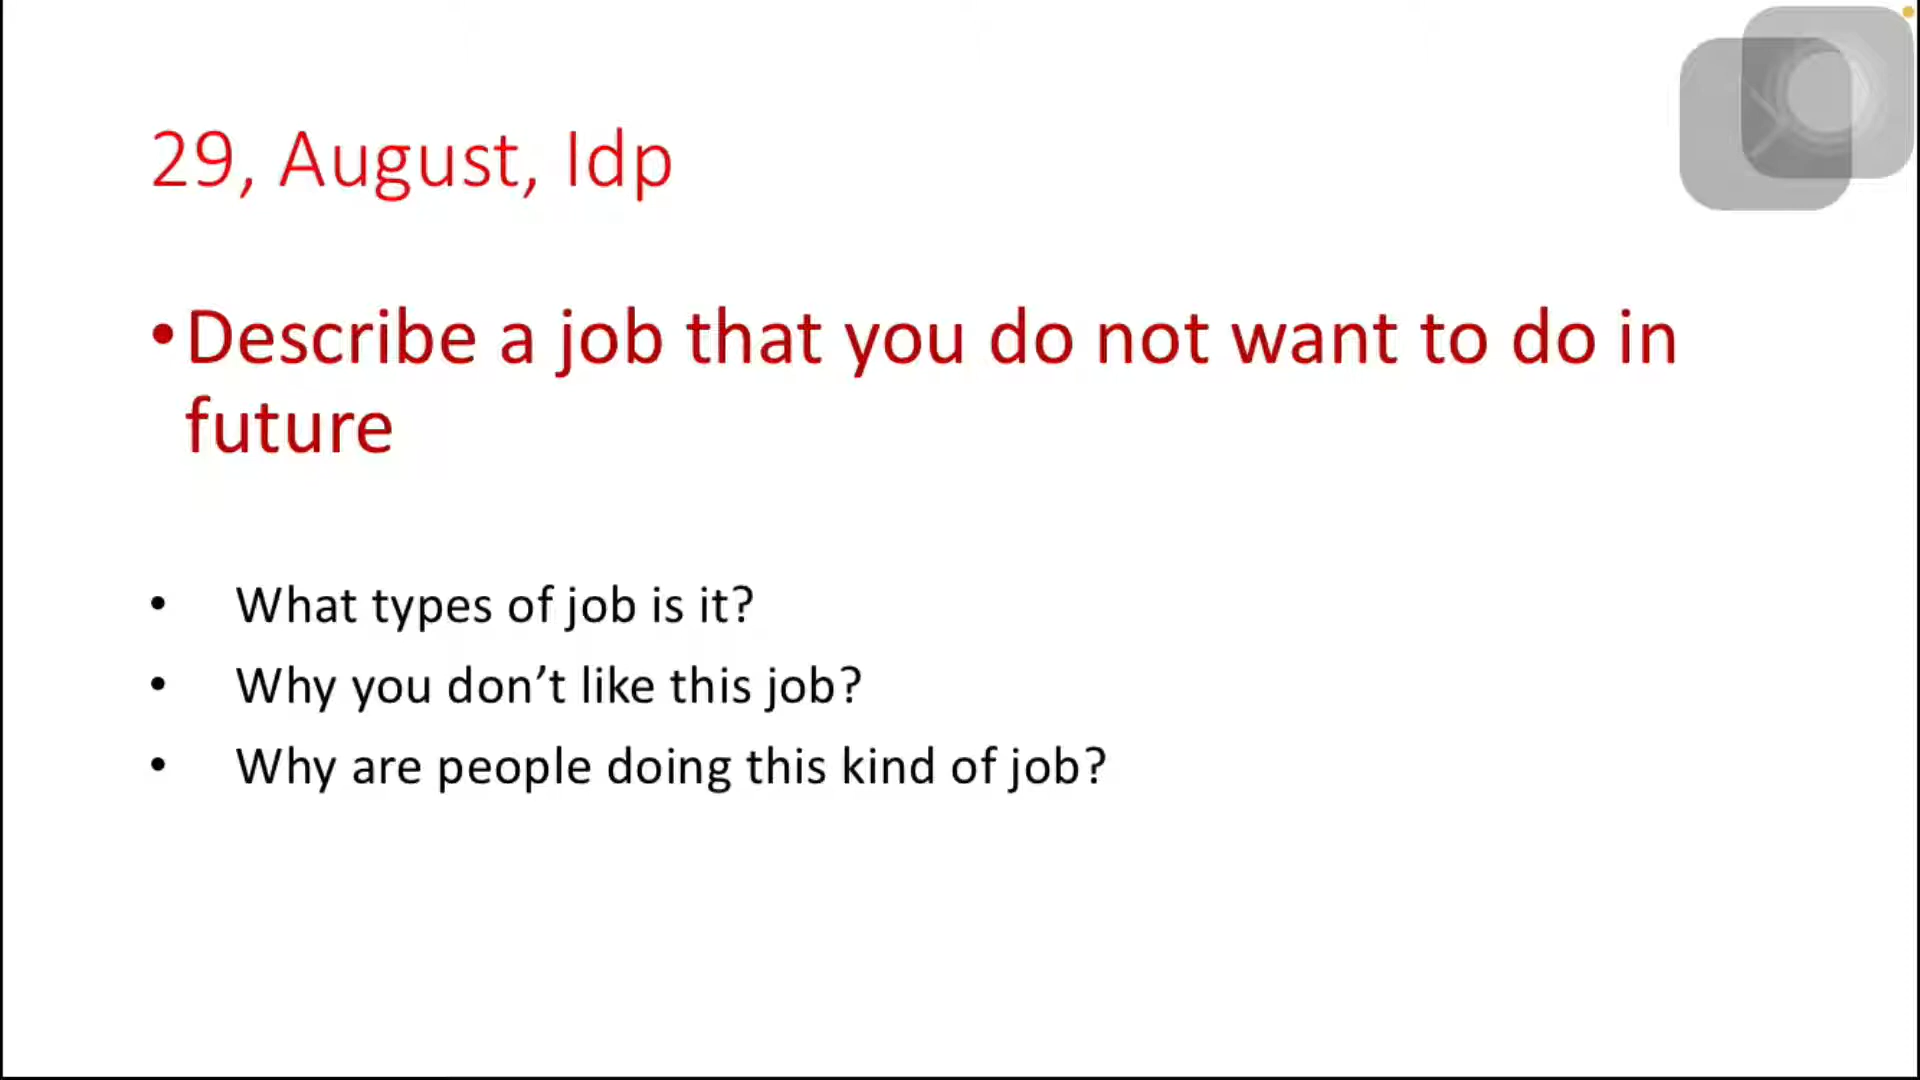 29, August, Idp
•Describe a job that you do not want to do in
future
• What types of job is it?
• Why you don’t like this job?
• Why are people doing this kind of job?